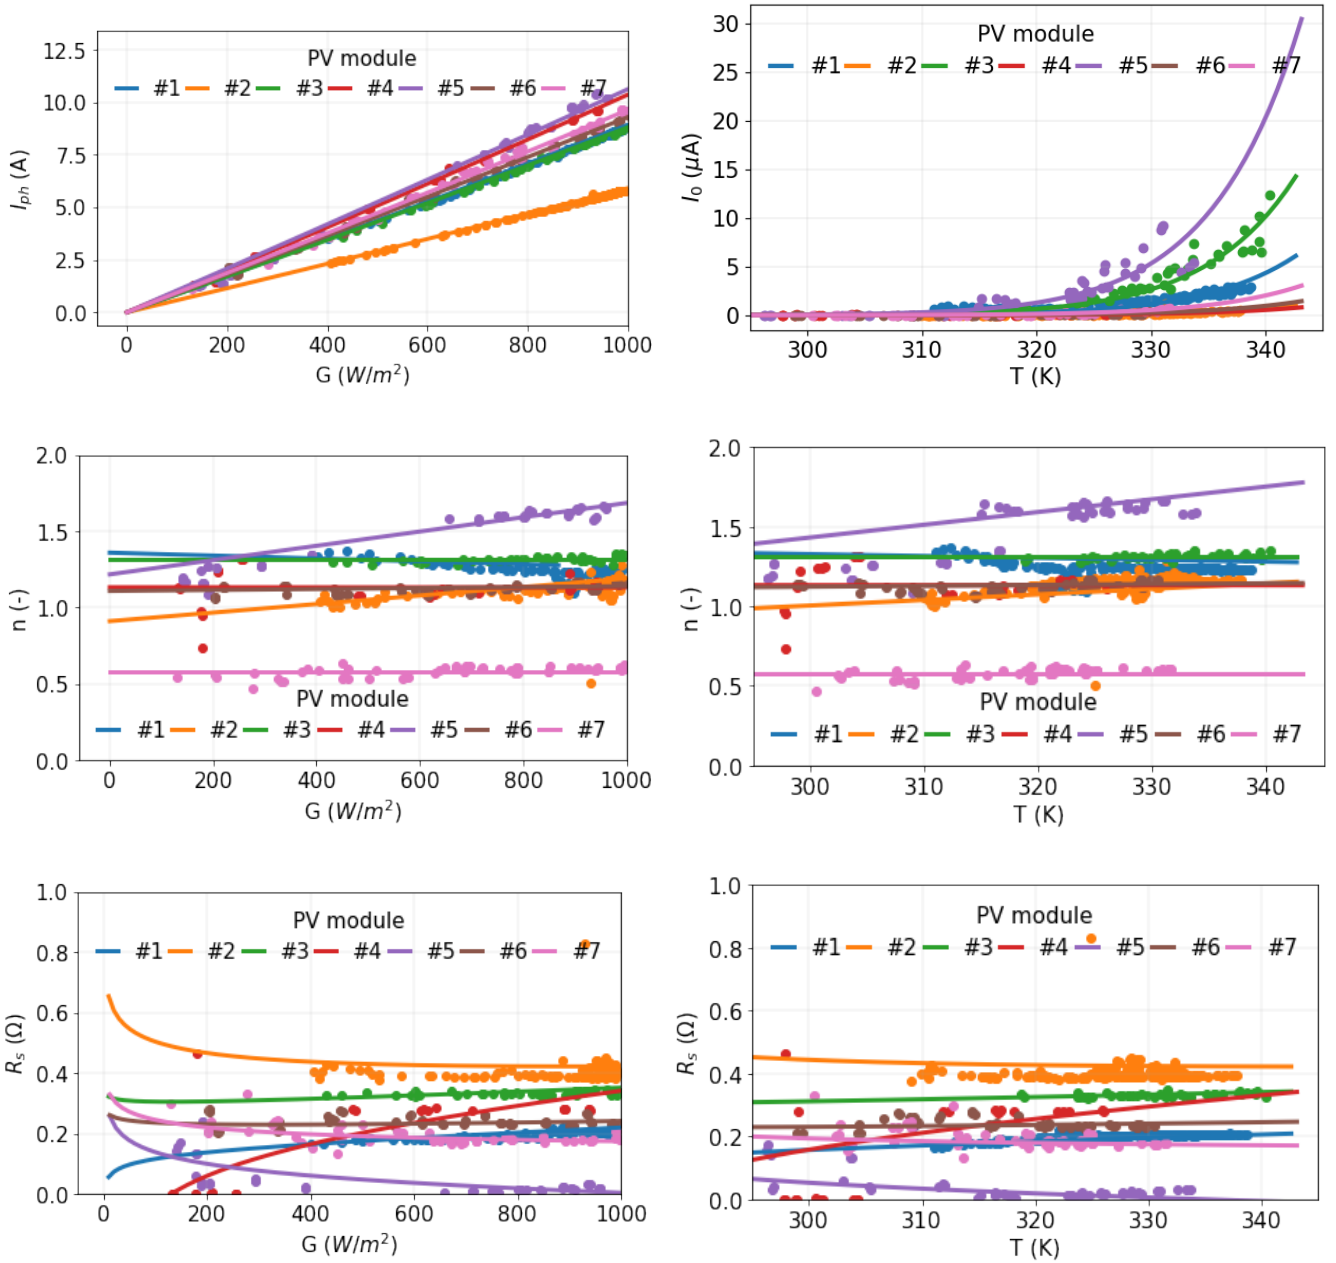 PV module
#1 #2 #3 #4 #5 #6 #7
12.5
10.0
7.5
5.0
2.5
0.0
I_ph (A)
0 200 400 600 800 1000
G (W/m²)
PV module
#1 #2 #3 #4 #5 #6 #7
30
25
20
15
10
5
0
I₀ (μA)
300 310 320 330 340
T (K)
2.0
1.5
1.0
0.5
0.0
n (-)
PV module
#1 #2 #3 #4 #5 #6 #7
0 200 400 600 800 1000
G (W/m²)
2.0
1.5
1.0
0.5
0.0
n (-)
PV module
#1 #2 #3 #4 #5 #6 #7
300 310 320 330 340
T (K)
PV module
#1 #2 #3 #4 #5 #6 #7
1.0
0.8
0.6
0.4
0.2
0.0
Rₛ (Ω)
0 200 400 600 800 1000
G (W/m²)
PV module
#1 #2 #3 #4 #5 #6 #7
1.0
0.8
0.6
0.4
0.2
0.0
Rₛ (Ω)
300 310 320 330 340
T (K)